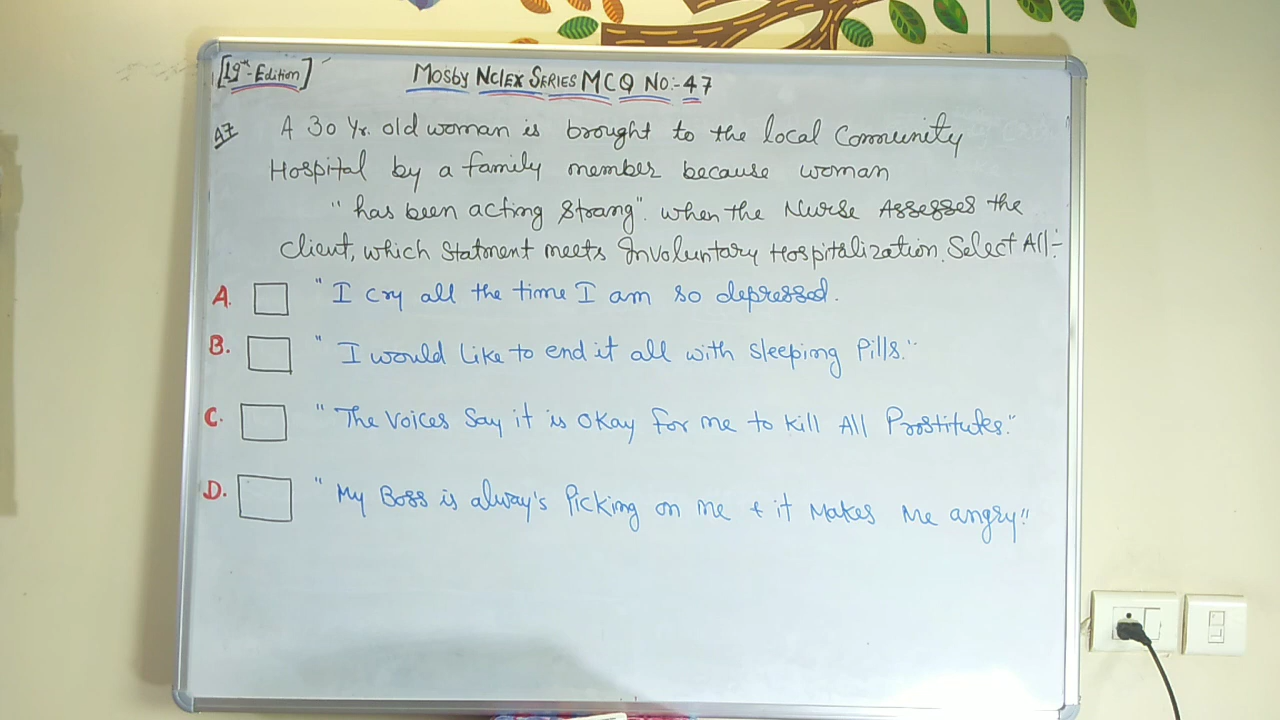 [19th-Edition]
Mosby NClEX SERIES MCQ No:-47
47 A 30 Yr. old woman is brought to the local Community
Hospital by a family member because woman
"has been acting Strang". when the Nurse Assesses the
Client, which Statment meets Involuntary Hospitalization. Select All:-
A. "I cry all the time I am so depressed.
B. "I would Like to end it all with Sleeping Pills."
C. "The Voices Say it is Okay for me to Kill All Prostitutes."
D. "My Boss is alway's Picking on me + it Makes Me angry"